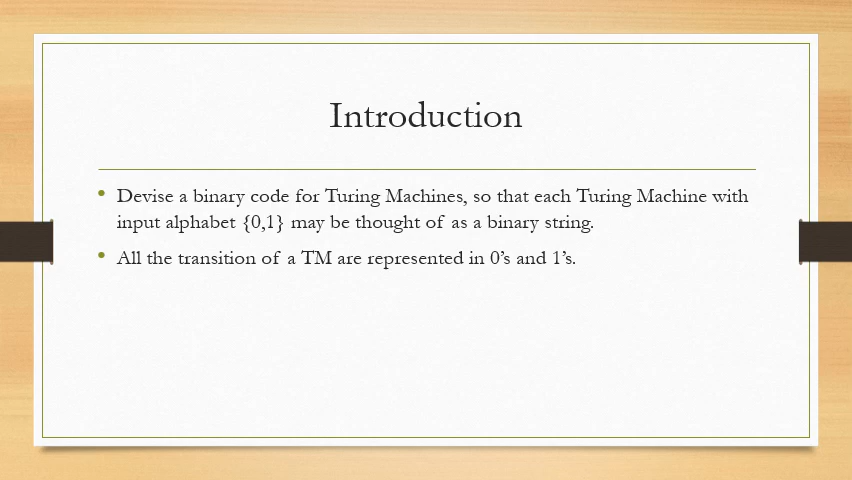 Introduction
• Devise a binary code for Turing Machines, so that each Turing Machine with
input alphabet {0,1} may be thought of as a binary string.
• All the transition of a TM are represented in 0’s and 1’s.